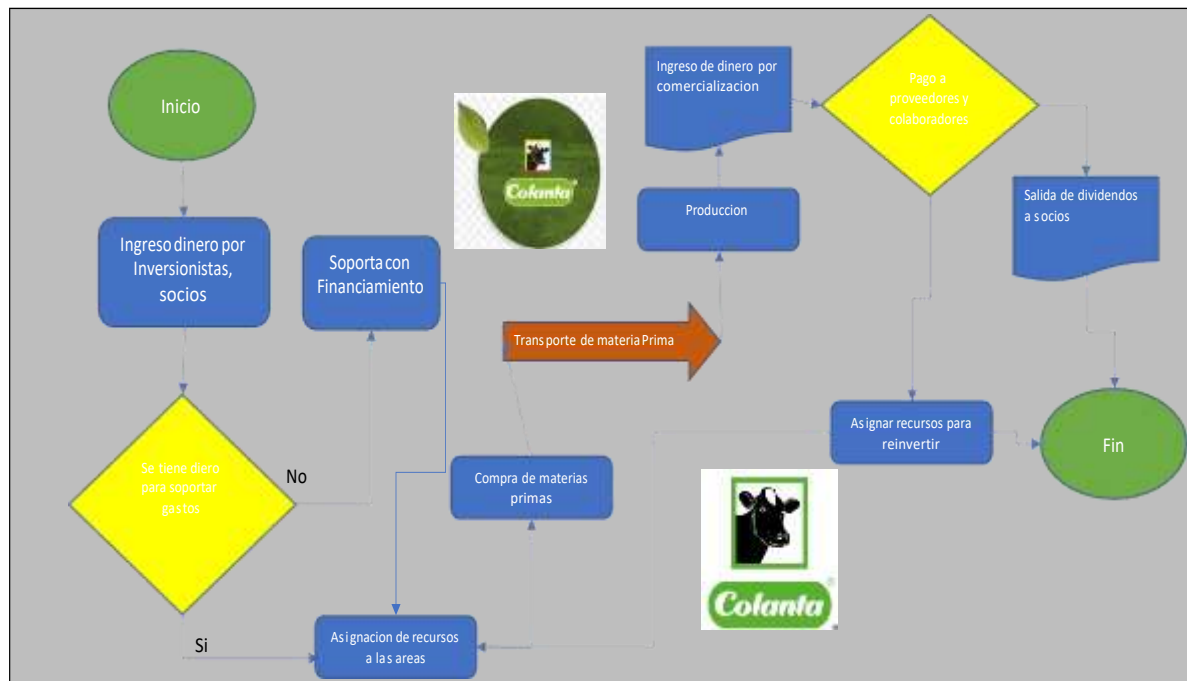 Inicio
Ingreso dinero por
Inversionistas,
socios
Se tiene diero
para soportar
gastos
No
Si
Soporta con
Financiamiento
Asignacion de recursos
a las areas
Compra de materias
primas
Transporte de materia Prima
Produccion
Ingreso de dinero por
comercializacion
Pago a
proveedores y
colaboradores
Salida de dividendos
a socios
Asignar recursos para
reinvertir
Fin
Colanta
Colanta